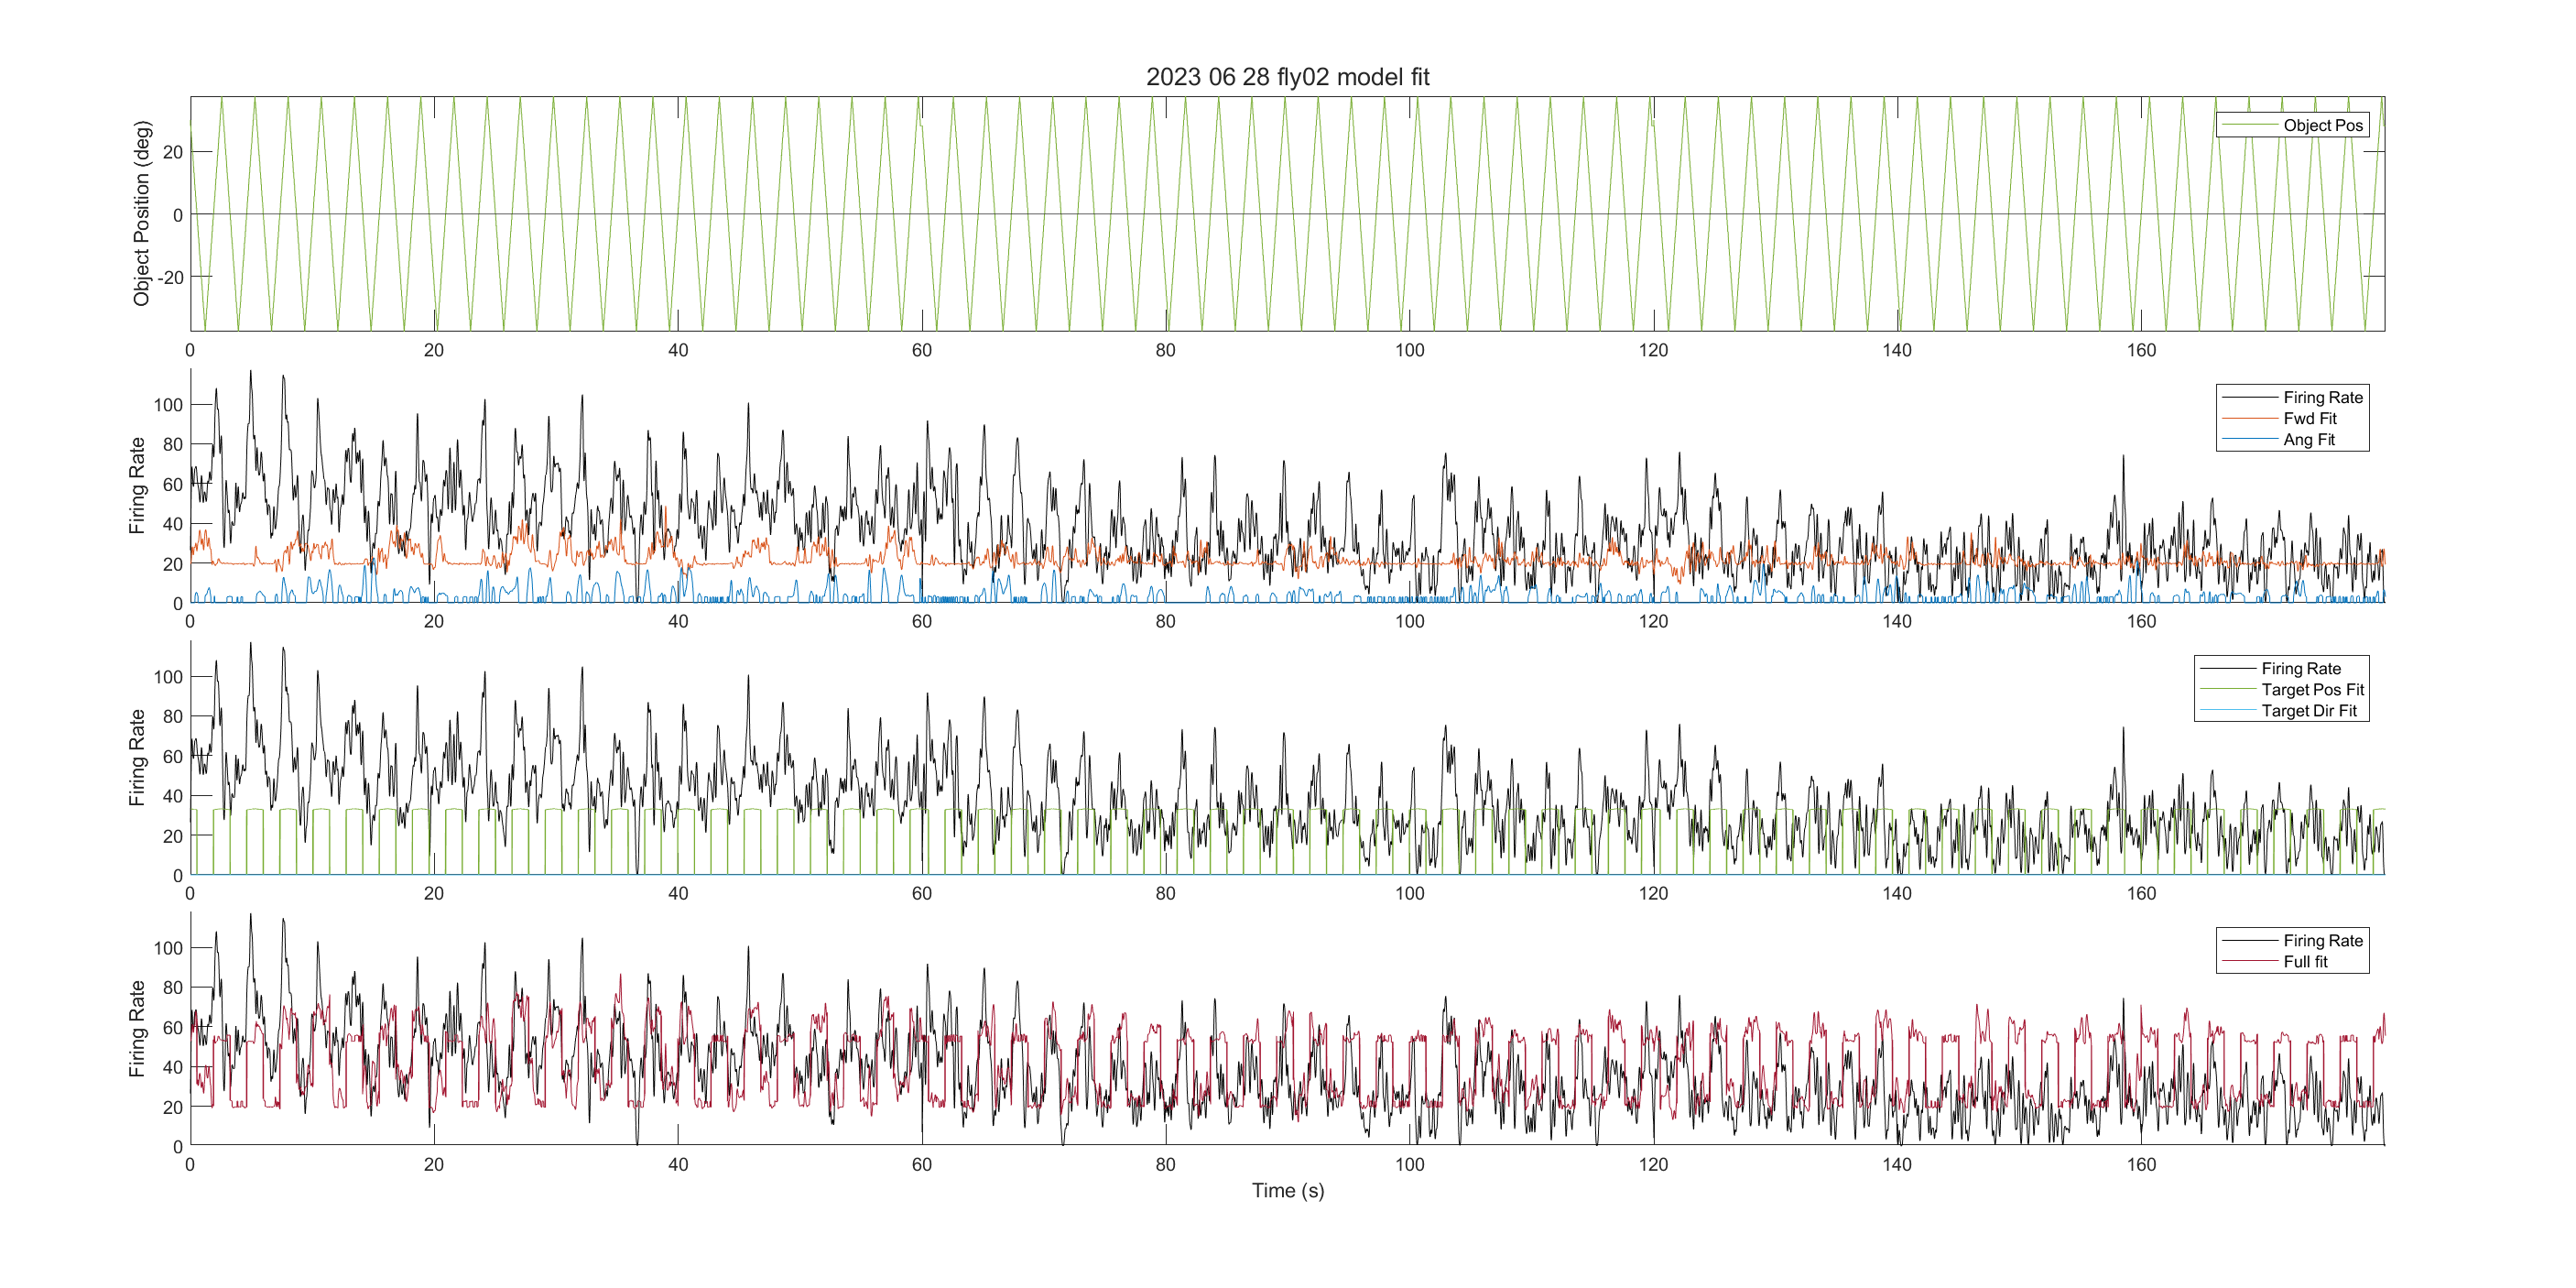 2023 06 28 fly02 model fit
Object Position (deg)
20
0
-20
Object Pos
0 20 40 60 80 100 120 140 160
Firing Rate
100
80
60
40
20
0
Firing Rate
Fwd Fit
Ang Fit
0 20 40 60 80 100 120 140 160
Firing Rate
100
80
60
40
20
0
Firing Rate
Target Pos Fit
Target Dir Fit
0 20 40 60 80 100 120 140 160
Firing Rate
100
80
60
40
20
0
Firing Rate
Full fit
0 20 40 60 80 100 120 140 160
Time (s)